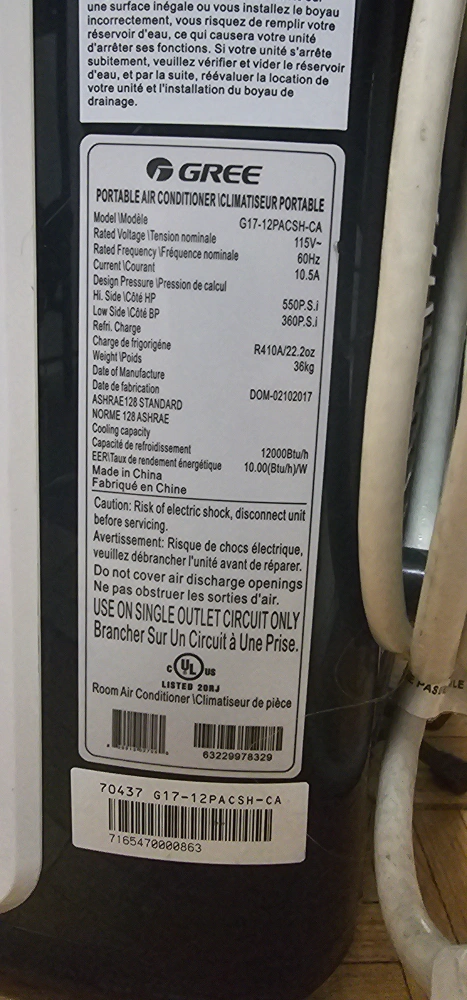 une surface inégale ou vous installez le boyau
incorrectement, vous risquez de remplir votre
réservoir d'eau, ce qui causera votre unité
d'arrêter ses fonctions. Si votre unité s'arrête
subitement, veuillez vérifier et vider le réservoir
d'eau, et par la suite, réévaluer la location de
votre unité et l'installation du boyau de
drainage.
GREE
PORTABLE AIR CONDITIONER \CLIMATISEUR PORTABLE
Model \Modèle G17-12PACSH-CA
Rated Voltage \Tension nominale 115V~
Rated Frequency \Fréquence nominale 60Hz
Current \Courant 10.5A
Design Pressure \Pression de calcul
Hi. Side \Côté HP 550P.S.i
Low Side \Côté BP 360P.S.i
Refri. Charge
Charge de frigorigéne R410A/22.2oz
Weight \Poids 36kg
Date of Manufacture
Date de fabrication DOM-02102017
ASHRAE128 STANDARD
NORME 128 ASHRAE
Cooling capacity
Capacité de refroidissement 12000Btu/h
EER\Taux de rendement énergétique 10.00(Btu/h)/W
Made in China
Fabriqué en Chine
Caution: Risk of electric shock, disconnect unit
before servicing.
Avertissement: Risque de chocs électrique,
veuillez débrancher l'unité avant de réparer.
Do not cover air discharge openings
Ne pas obstruer les sorties d'air.
USE ON SINGLE OUTLET CIRCUIT ONLY
Brancher Sur Un Circuit à Une Prise.
c UL us
LISTED 20RJ
Room Air Conditioner \Climatiseur de pièce
63229978329
70437 G17-12PACSH-CA
7165470000863